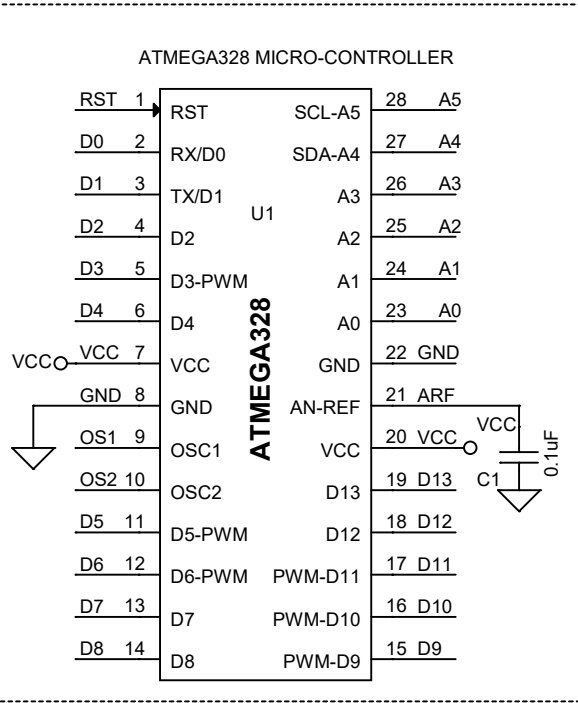 ATMEGA328 MICRO-CONTROLLER
RST 1 RST SCL-A5 28 A5
D0 2 RX/D0 SDA-A4 27 A4
D1 3 TX/D1 A3 26 A3
U1
D2 4 D2 A2 25 A2
D3 5 D3-PWM A1 24 A1
D4 6 D4 A0 23 A0
ATMEGA328
VCC VCC 7 VCC GND 22 GND
GND 8 GND AN-REF 21 ARF
OS1 9 OSC1 VCC 20 VCC VCC
C1 0.1uF
OS2 10 OSC2 D13 19 D13
D5 11 D5-PWM D12 18 D12
D6 12 D6-PWM PWM-D11 17 D11
D7 13 D7 PWM-D10 16 D10
D8 14 D8 PWM-D9 15 D9